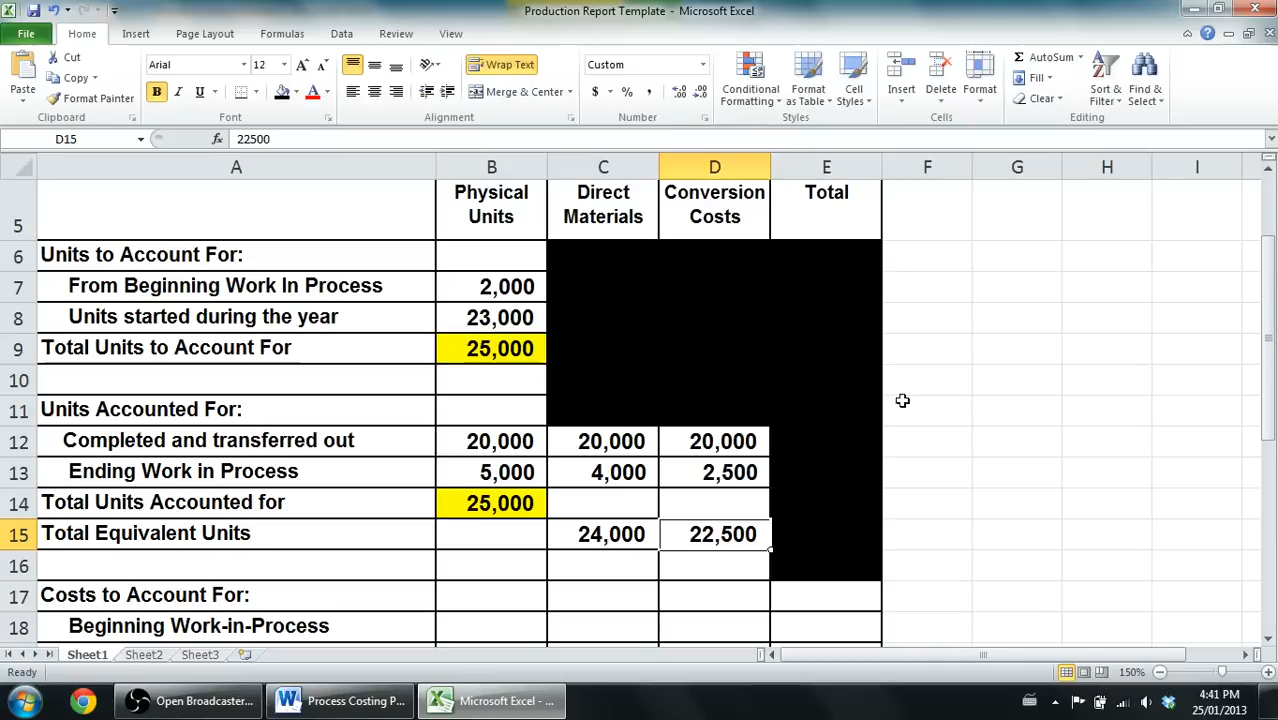 Production Report Template - Microsoft Excel
File Home Insert Page Layout Formulas Data Review View
Paste
Cut
Copy
Format Painter
Clipboard
Arial 12
B I U
Font
Wrap Text
Merge & Center
Alignment
Custom
$ % ,
Number
Conditional Formatting
Format as Table
Cell Styles
Styles
Insert Delete Format
Cells
Σ AutoSum
Fill
Clear
Sort & Filter
Find & Select
Editing
D15 fx 22500
A B C D E F G H I
5 Physical Units Direct Materials Conversion Costs Total
6 Units to Account For:
7 From Beginning Work In Process 2,000
8 Units started during the year 23,000
9 Total Units to Account For 25,000
10
11 Units Accounted For:
12 Completed and transferred out 20,000 20,000 20,000
13 Ending Work in Process 5,000 4,000 2,500
14 Total Units Accounted for 25,000
15 Total Equivalent Units 24,000 22,500
16
17 Costs to Account For:
18 Beginning Work-in-Process
Sheet1 Sheet2 Sheet3
Ready 150%
Open Broadcaster... Process Costing P... Microsoft Excel - ...
4:41 PM
25/01/2013